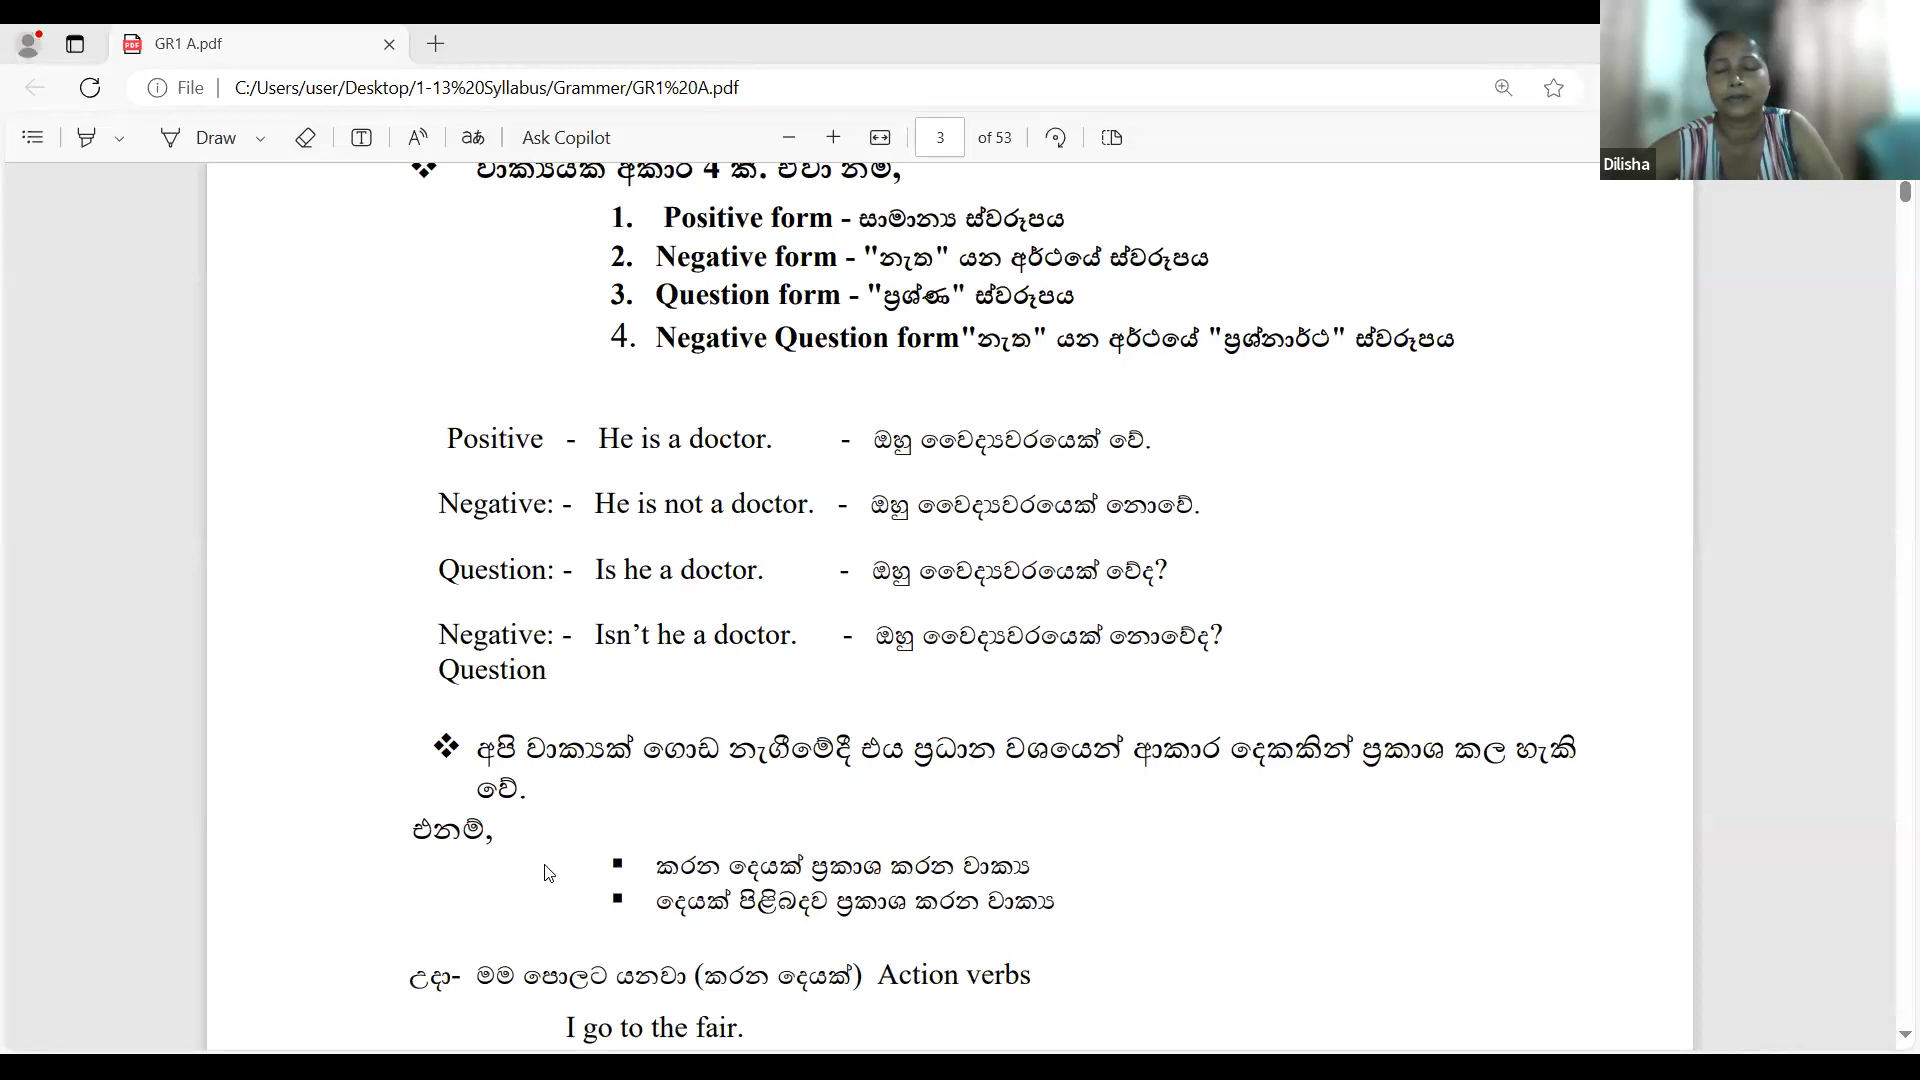 GR1 A.pdf
File
C:/Users/user/Desktop/1-13%20Syllabus/Grammer/GR1%20A.pdf
Draw
Ask Copilot
3 of 53
Dilisha
❖ වාක්‍යයක අකාර 4 කි. ඒවා නම්,
1. Positive form - සාමාන්‍ය ස්වරූපය
2. Negative form - "නැත" යන අර්ථයේ ස්වරූපය
3. Question form - "ප්‍රශ්ණ" ස්වරූපය
4. Negative Question form"නැත" යන අර්ථයේ "ප්‍රශ්නාර්ථ" ස්වරූපය
Positive - He is a doctor. - ඔහු වෛද්‍යවරයෙක් වේ.
Negative: - He is not a doctor. - ඔහු වෛද්‍යවරයෙක් නොවේ.
Question: - Is he a doctor. - ඔහු වෛද්‍යවරයෙක් වේද?
Negative: - Isn’t he a doctor. - ඔහු වෛද්‍යවරයෙක් නොවේද?
Question
❖ අපි වාක්‍යක් ගොඩ නැගීමේදී එය ප්‍රධාන වශයෙන් ආකාර දෙකකින් ප්‍රකාශ කල හැකි
වේ.
එනම්,
▪ කරන දෙයක් ප්‍රකාශ කරන වාක්‍ය
▪ දෙයක් පිළිබදව ප්‍රකාශ කරන වාක්‍ය
උදා- මම පොලට යනවා (කරන දෙයක්) Action verbs
I go to the fair.